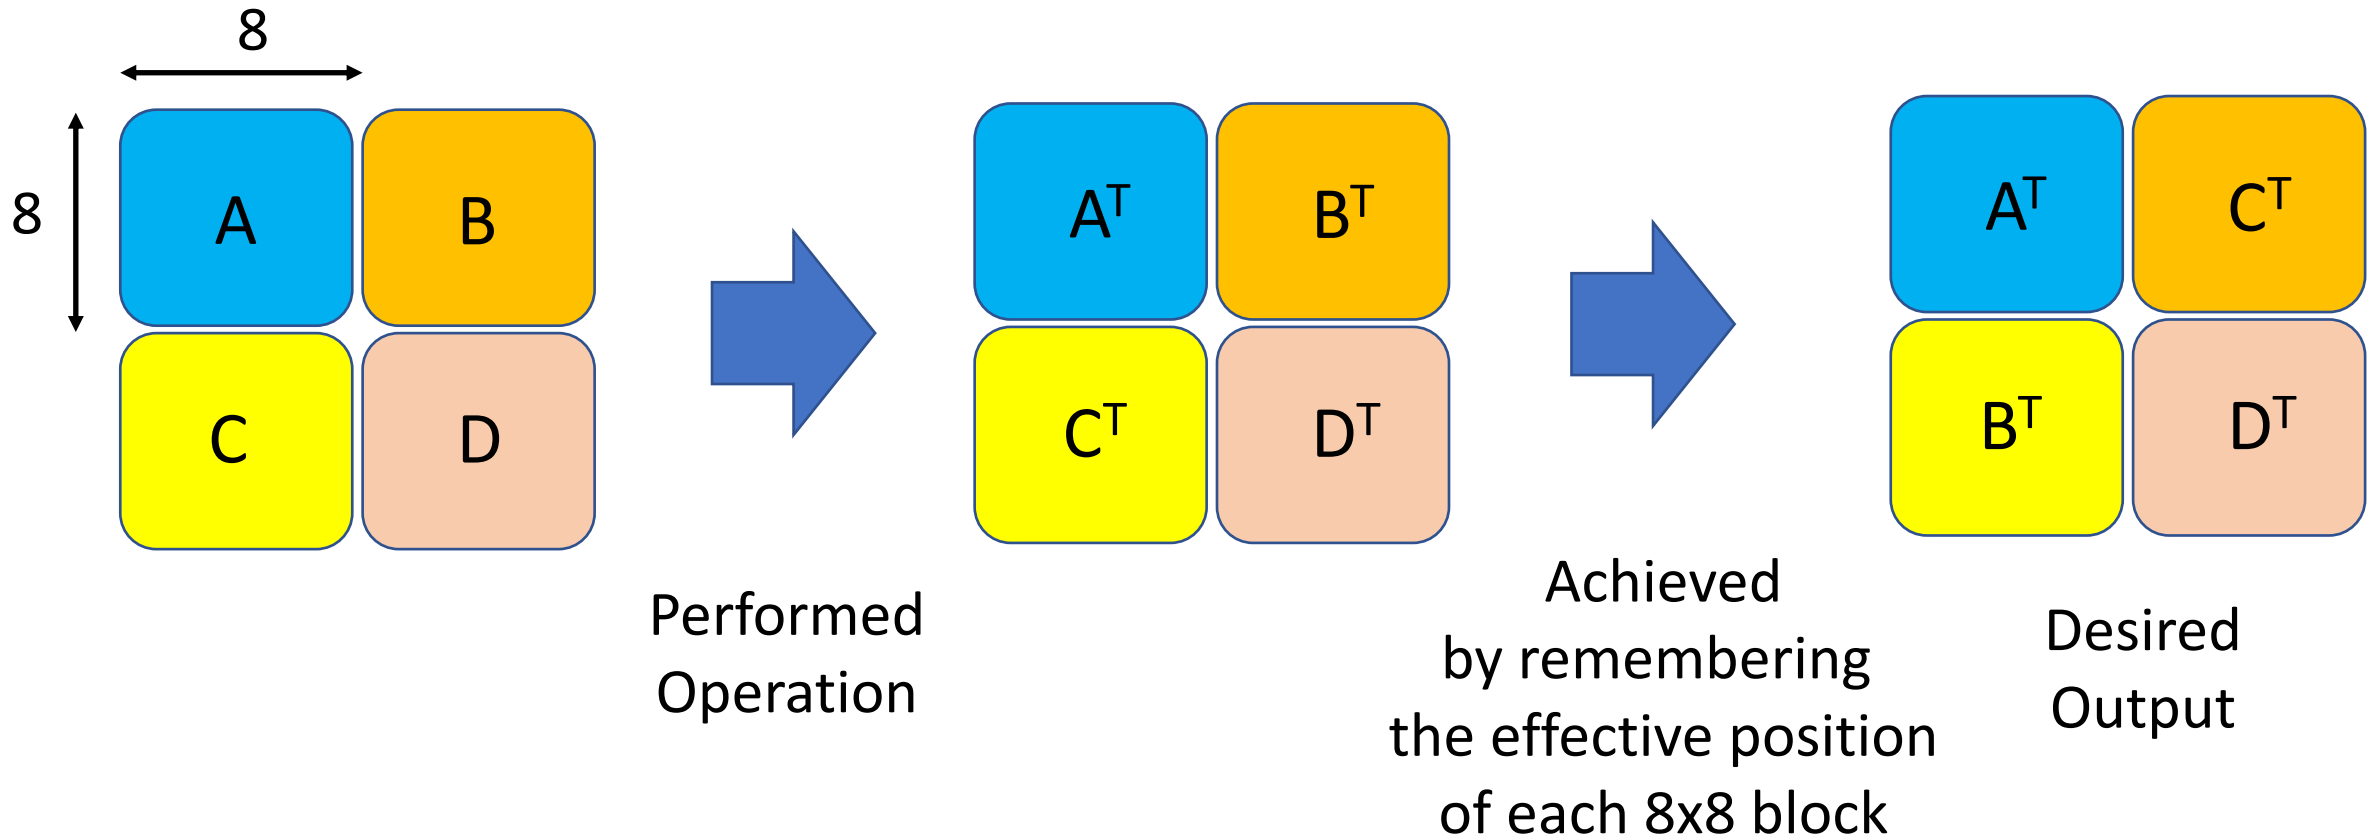 8
8
A B
C D
Performed
Operation
Aᵀ Bᵀ
Cᵀ Dᵀ
Achieved
by remembering
the effective position
of each 8x8 block
Aᵀ Cᵀ
Bᵀ Dᵀ
Desired
Output